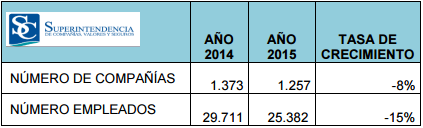 SUPERINTENDENCIA
DE COMPAÑÍAS, VALORES Y SEGUROS
AÑO 2014
AÑO 2015
TASA DE CRECIMIENTO
NÚMERO DE COMPAÑÍAS 1.373 1.257 -8%
NÚMERO EMPLEADOS 29.711 25.382 -15%